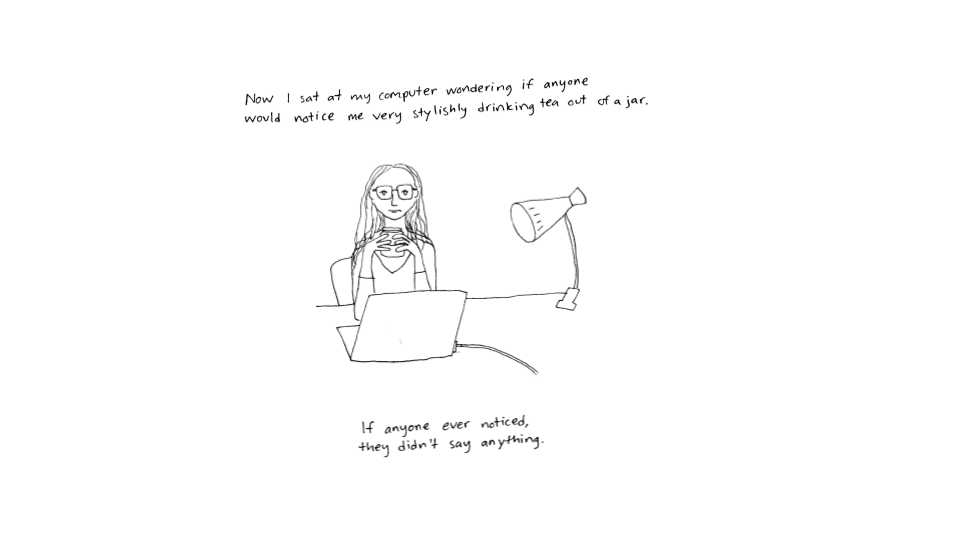 Now I sat at my computer wondering if anyone
would notice me very stylishly drinking tea out of a jar.
If anyone ever noticed,
they didn't say anything.